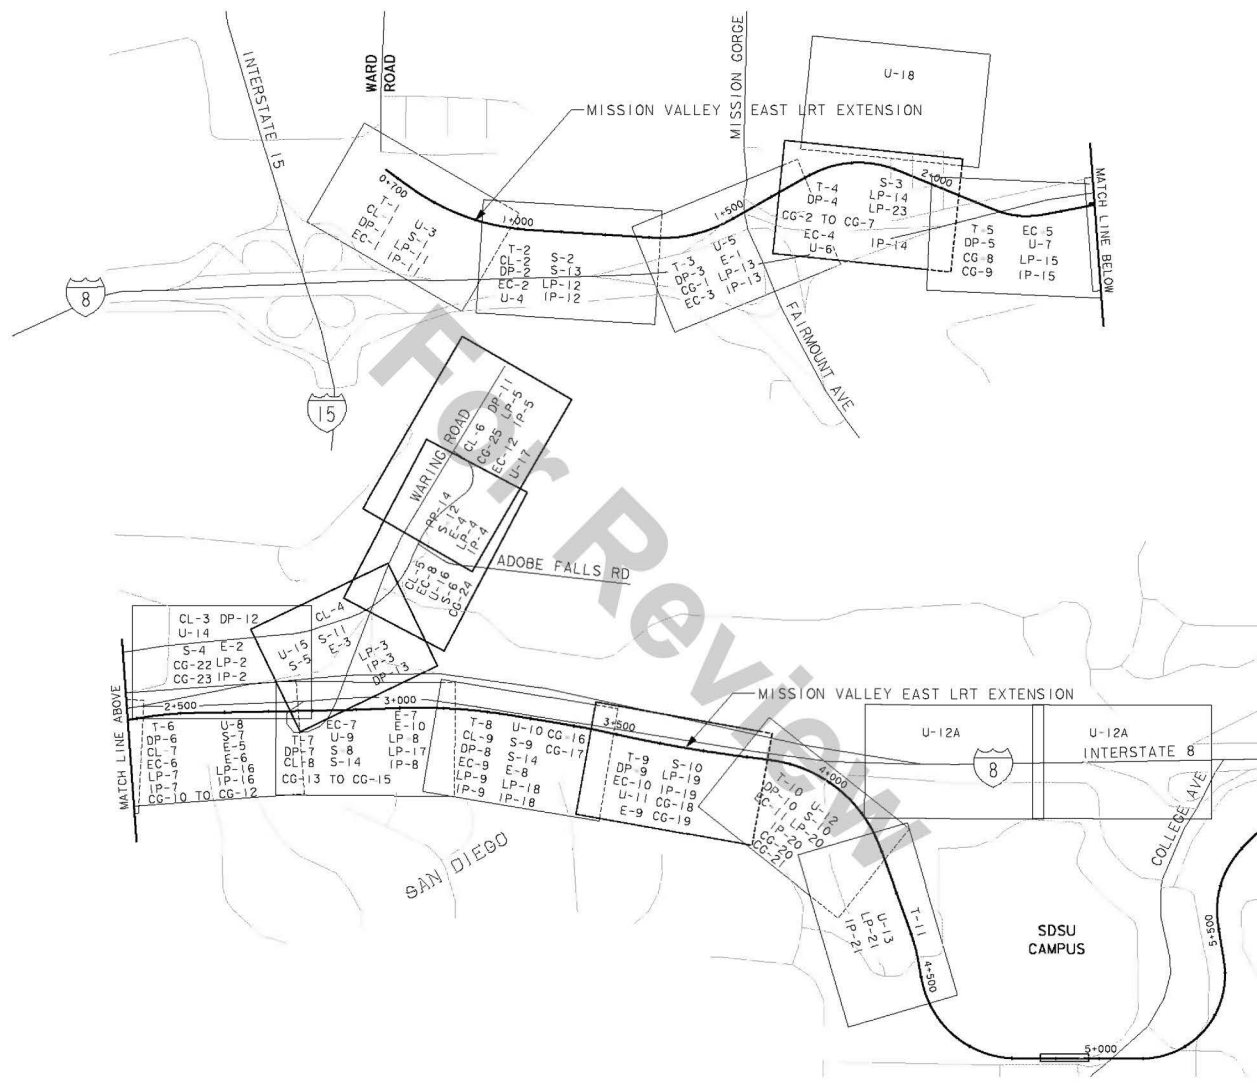 WARD
ROAD
INTERSTATE 15
MISSION GORGE
U-18
MISSION VALLEY EAST LRT EXTENSION
0+700
1+000
1+500
2+000
MATCH LINE BELOW
T-1
CL-1
DP-1
EC-1
U-3
S-1
LP-11
IP-11
T-2
CL-2 S-2
DP-2 S-13
EC-2 LP-12
U-4 IP-12
T-3 U-5
DP-3 E-1
CG-1 LP-13
EC-3 IP-13
T-4 S-3
DP-4 LP-14
LP-23
CG-2 TO CG-7
EC-4
U-6 IP-14
T-5 EC-5
DP-5 U-7
CG-8 LP-15
CG-9 IP-15
8
15
FAIRMOUNT AVE
WARING ROAD
CL-6 DP-11
CG-25 LP-5
EC-12 IP-5
U-17
DP-14
S-12
E-4
LP-4
IP-4
CL-5
EC-8
U-16
S-6
CG-24
ADOBE FALLS RD
CL-3 DP-12
U-14
S-4 E-2
CG-22 LP-2
CG-23 IP-2
CL-4
U-15 S-11
S-5 E-3
LP-3
IP-3
DP-13
MATCH LINE ABOVE
2+500
3+000
3+500
4+000
MISSION VALLEY EAST LRT EXTENSION
T-6 U-8
DP-6 S-7
CL-7 E-5
EC-6 E-6
LP-7 LP-16
IP-7 IP-16
CG-10 TO CG-12
T-7 EC-7 E-7
DP-7 U-9 E-10
CL-8 S-8 LP-8
S-14 LP-17
IP-8
CG-13 TO CG-15
T-8 U-10 CG-16
CL-9 S-9 CG-17
DP-8 S-14
EC-9 E-8
LP-9 LP-18
IP-9 IP-18
T-9 S-10
DP-9 LP-19
EC-10 IP-19
U-11 CG-18
E-9 CG-19
T-10 U-12
DP-10 S-10
EC-11 LP-20
IP-20
CG-20
CG-21
U-12A
U-12A
8
INTERSTATE 8
COLLEGE AVE
SAN DIEGO
T-11
U-13
LP-21
IP-21
4+500
SDSU
CAMPUS
5+000
5+500
For Review